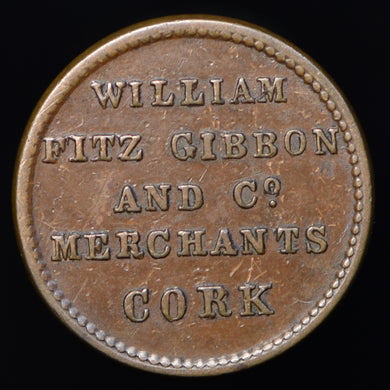 WILLIAM
FITZ GIBBON
AND Cº
MERCHANTS
CORK